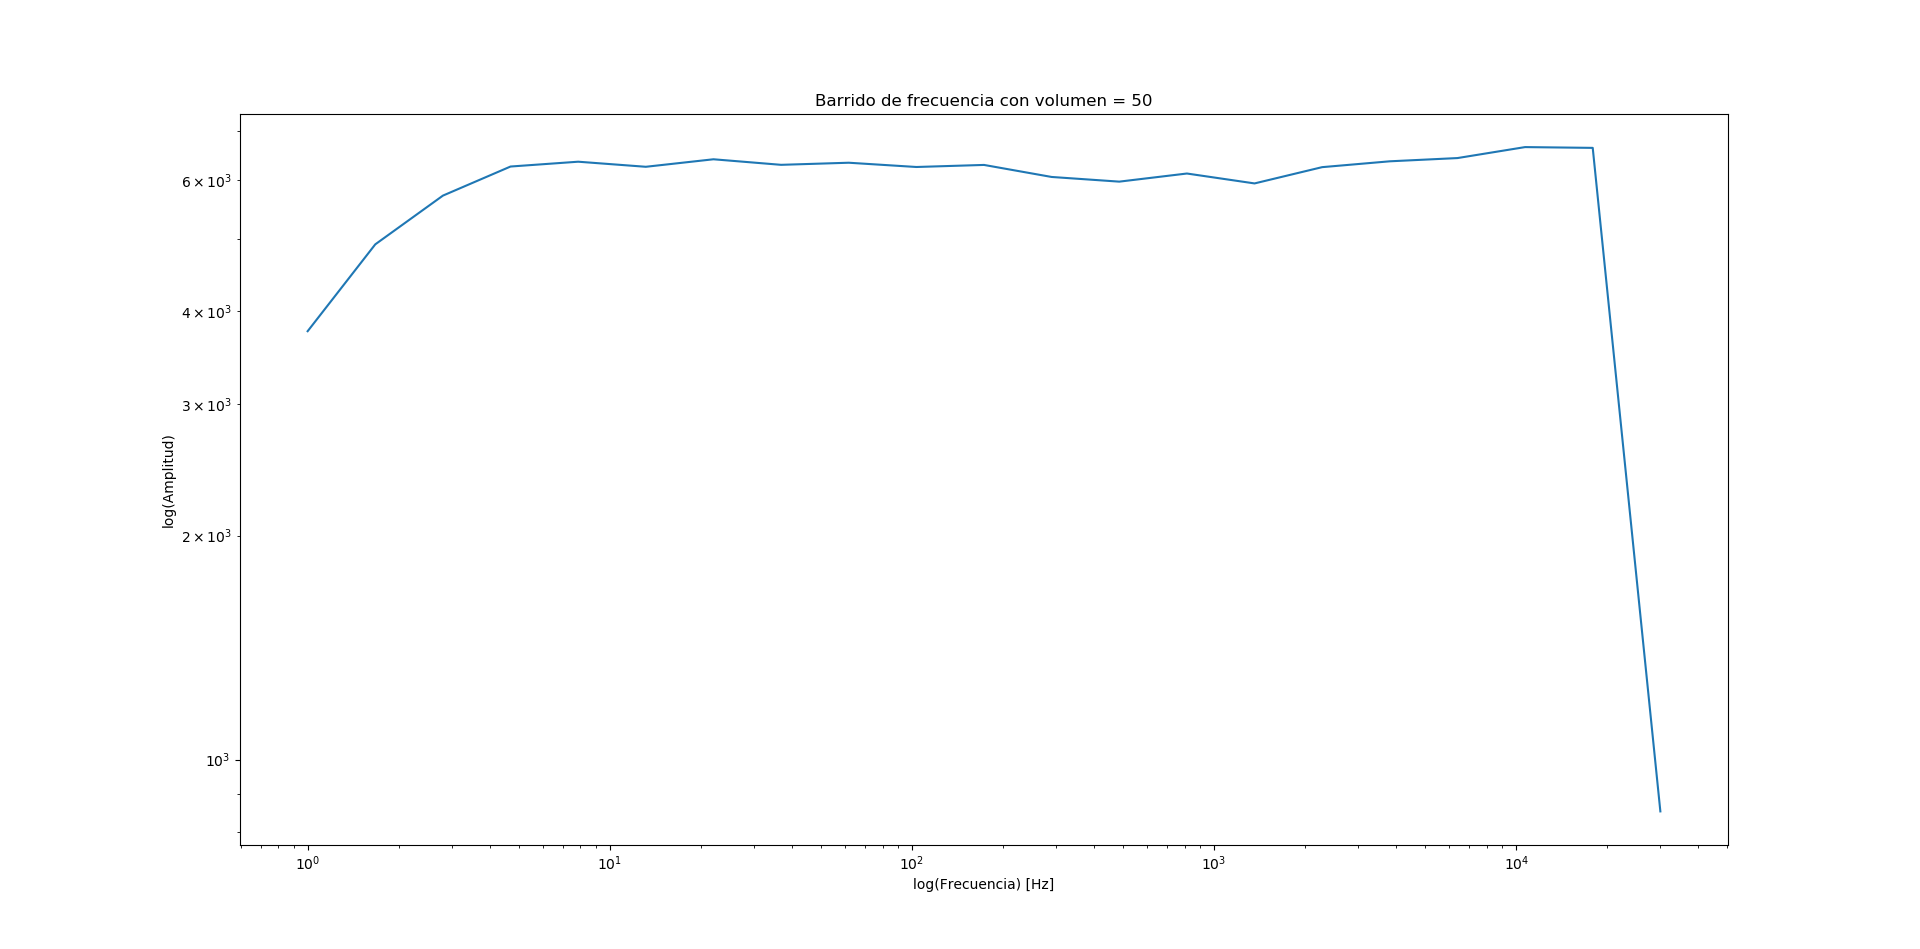 Barrido de frecuencia con volumen = 50
log(Amplitud)
6 × 10³
4 × 10³
3 × 10³
2 × 10³
10³
10⁰
10¹
10²
10³
10⁴
log(Frecuencia) [Hz]